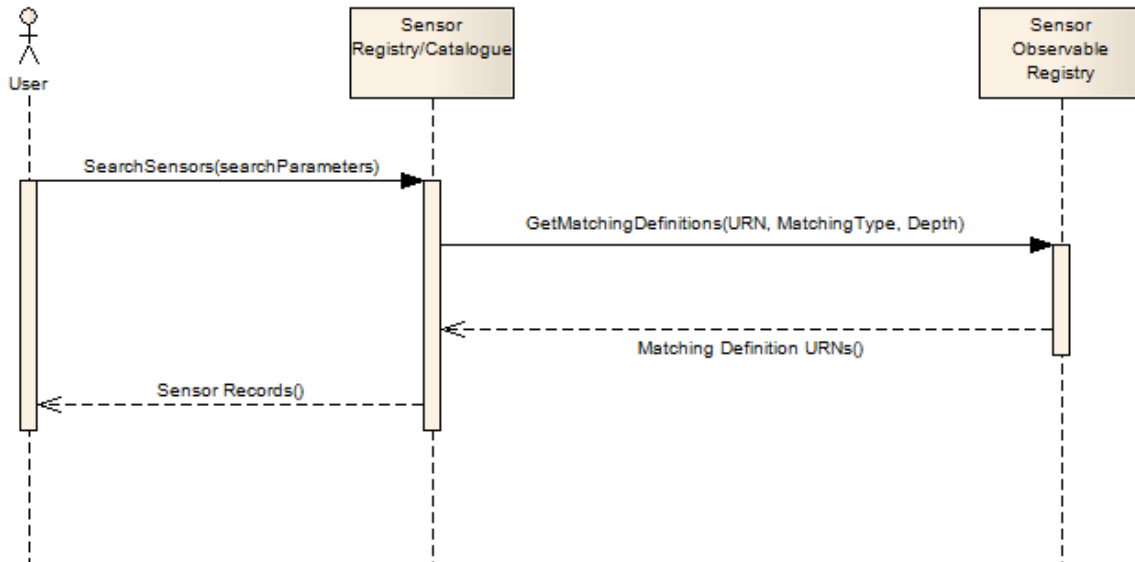 User
Sensor
Registry/Catalogue
Sensor
Observable
Registry
SearchSensors(searchParameters)
GetMatchingDefinitions(URN, MatchingType, Depth)
Matching Definition URNs()
Sensor Records()